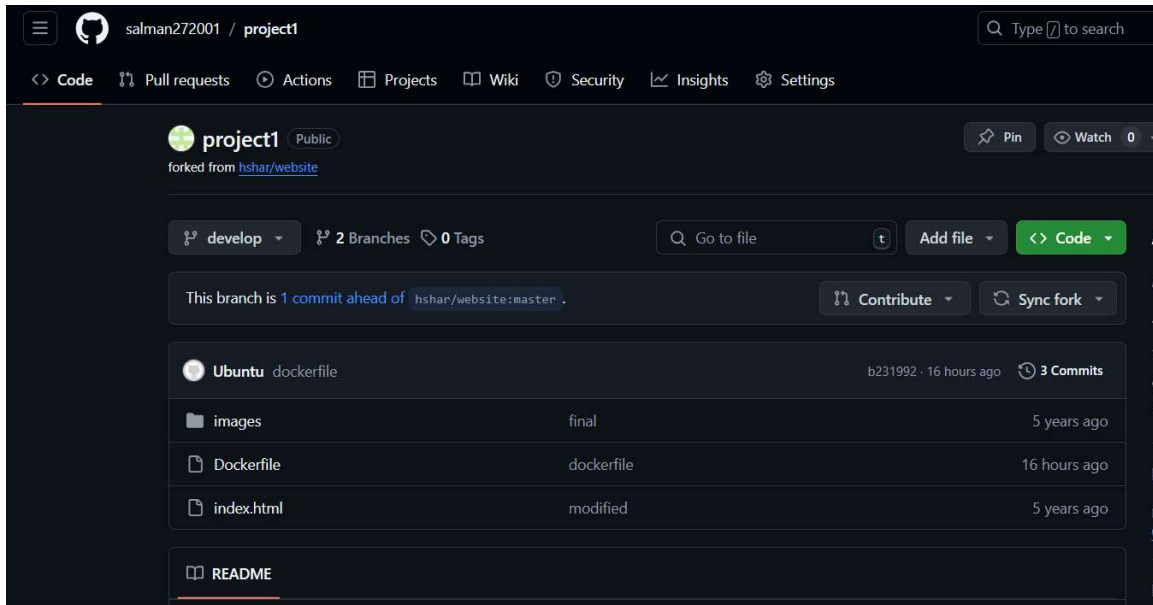 salman272001 / project1
Type / to search
Code Pull requests Actions Projects Wiki Security Insights Settings
project1 Public
Pin Watch 0
forked from hshar/website
develop 2 Branches 0 Tags
Go to file t Add file <> Code
This branch is 1 commit ahead of hshar/website:master .
Contribute Sync fork
Ubuntu dockerfile b231992 · 16 hours ago 3 Commits
images final 5 years ago
Dockerfile dockerfile 16 hours ago
index.html modified 5 years ago
README